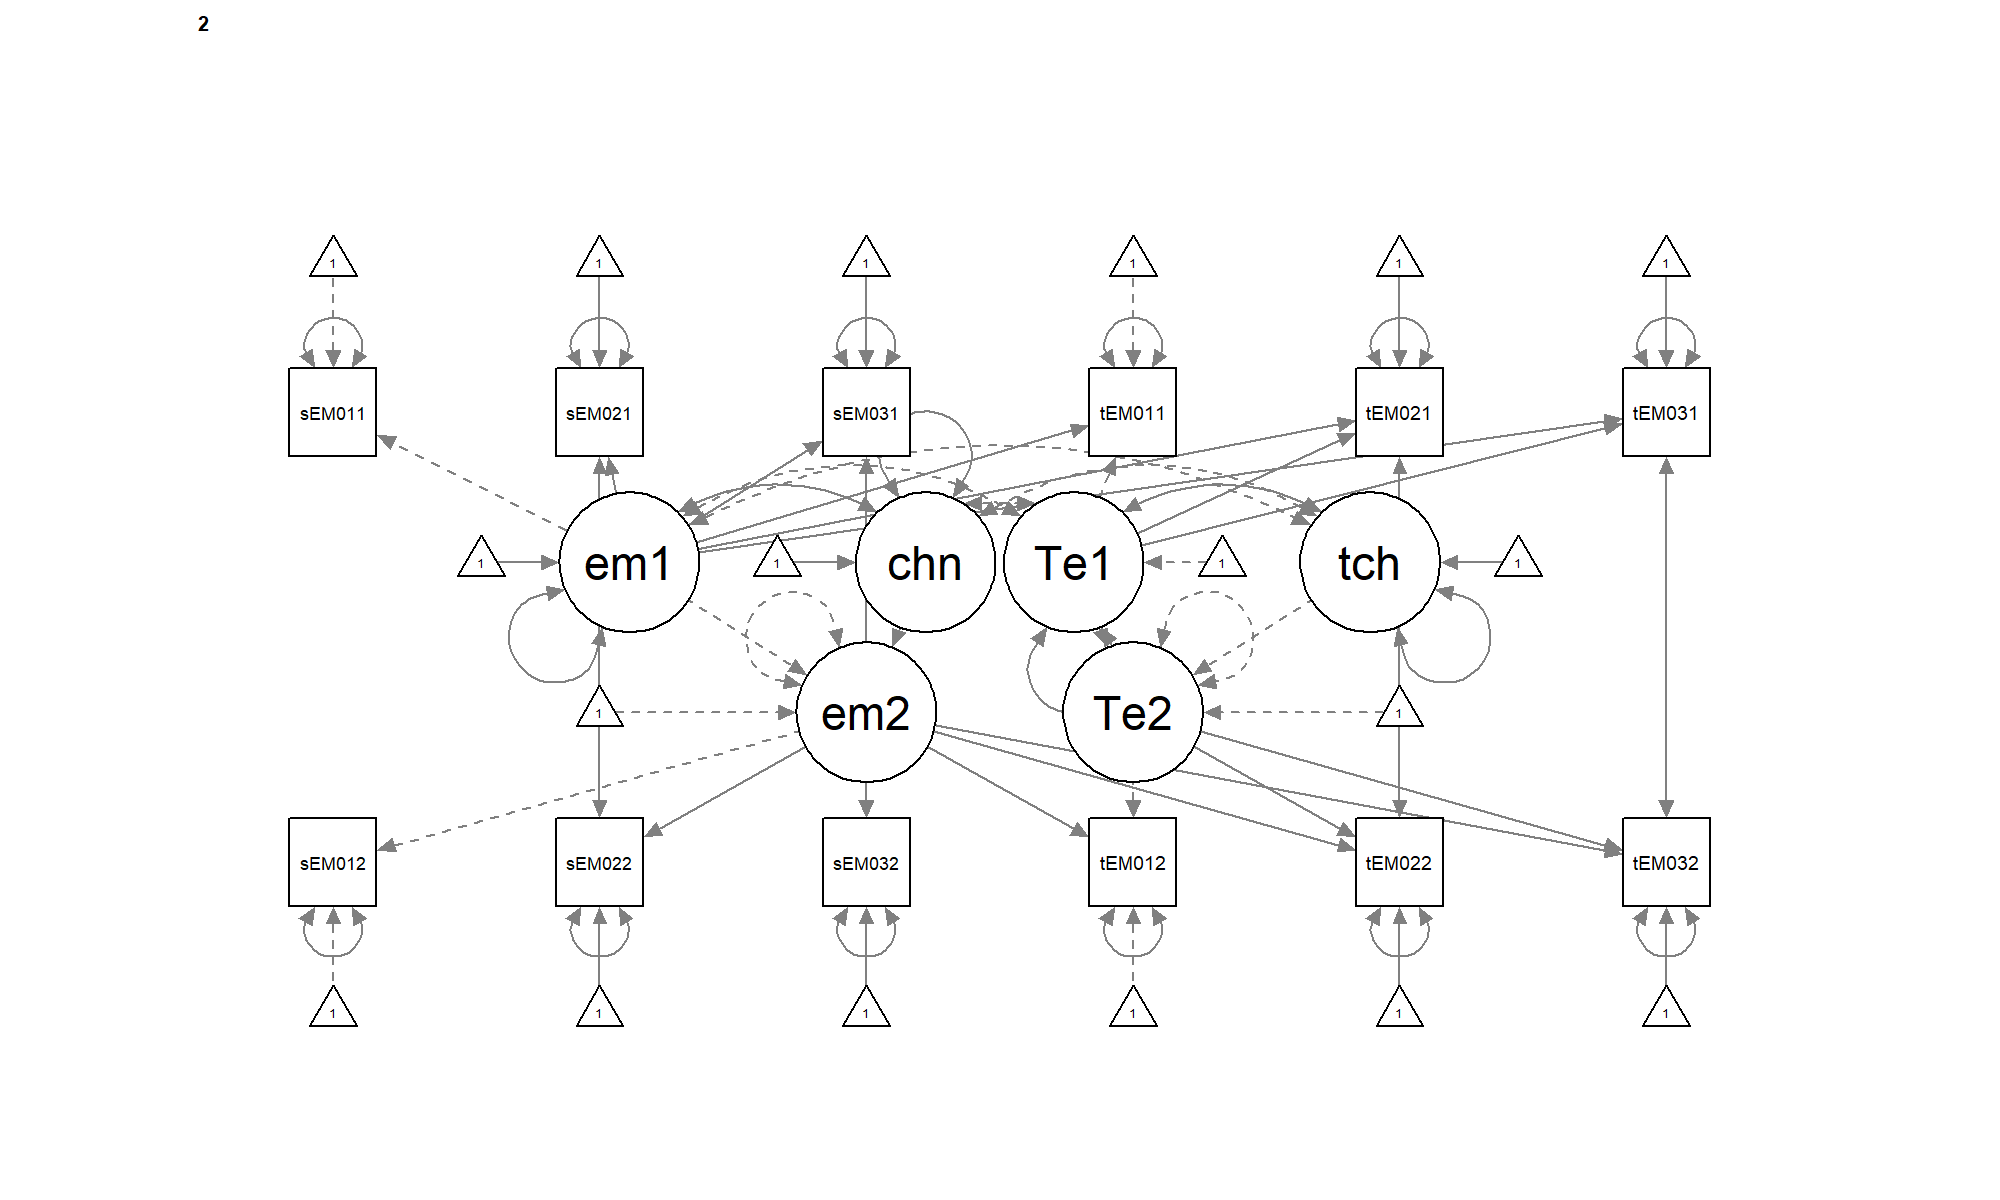 2
1 1 1 1 1 1
sEM011 sEM021 sEM031 tEM011 tEM021 tEM031
1 em1 1 chn Te1 1 tch 1
1 em2 Te2 1
sEM012 sEM022 sEM032 tEM012 tEM022 tEM032
1 1 1 1 1 1